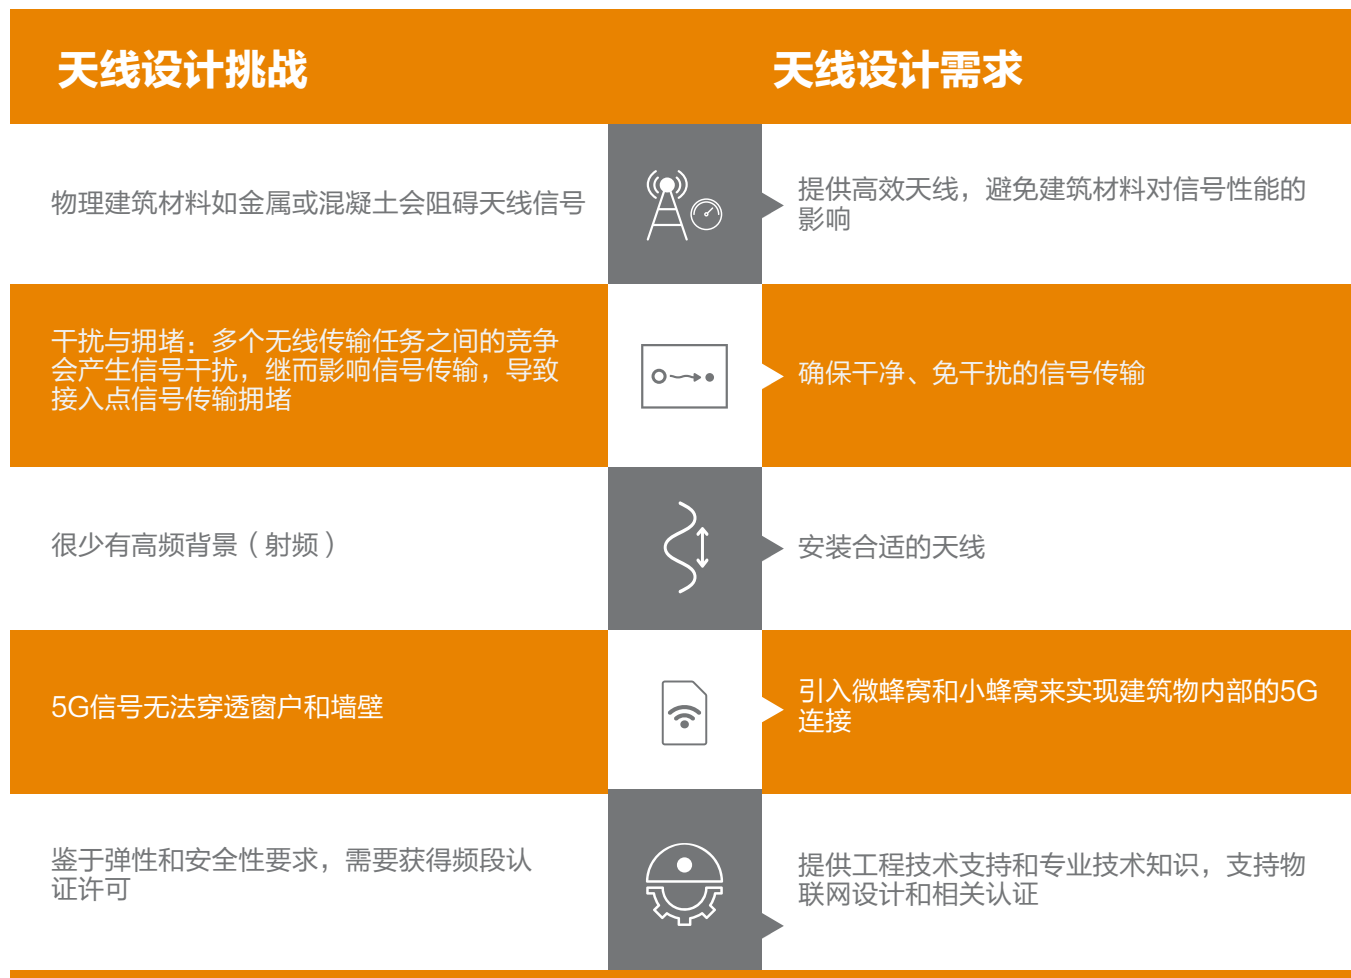 天线设计挑战
天线设计需求
物理建筑材料如金属或混凝土会阻碍天线信号
提供高效天线，避免建筑材料对信号性能的
影响
干扰与拥堵：多个无线传输任务之间的竞争
会产生信号干扰，继而影响信号传输，导致
接入点信号传输拥堵
确保干净、免干扰的信号传输
很少有高频背景（射频）
安装合适的天线
5G信号无法穿透窗户和墙壁
引入微蜂窝和小蜂窝来实现建筑物内部的5G
连接
鉴于弹性和安全性要求，需要获得频段认
证许可
提供工程技术支持和专业技术知识，支持物
联网设计和相关认证